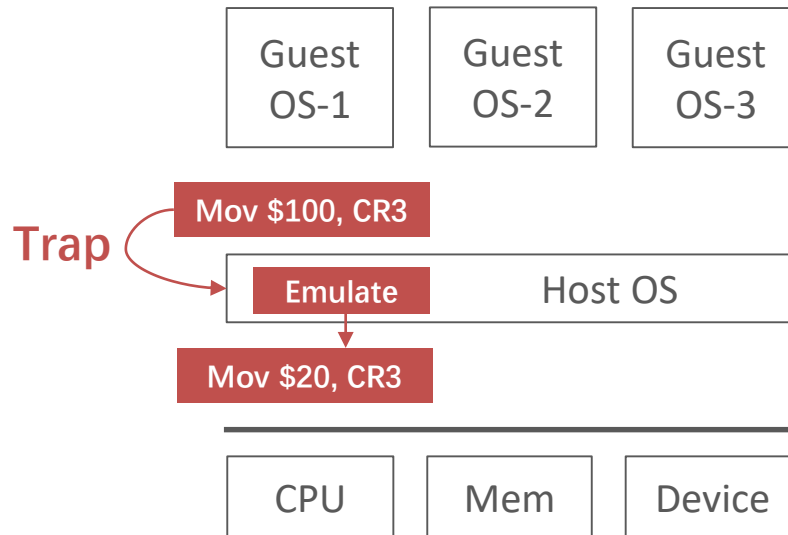 Guest
OS-1
Guest
OS-2
Guest
OS-3
Mov $100, CR3
Trap
Emulate
Host OS
Mov $20, CR3
CPU
Mem
Device